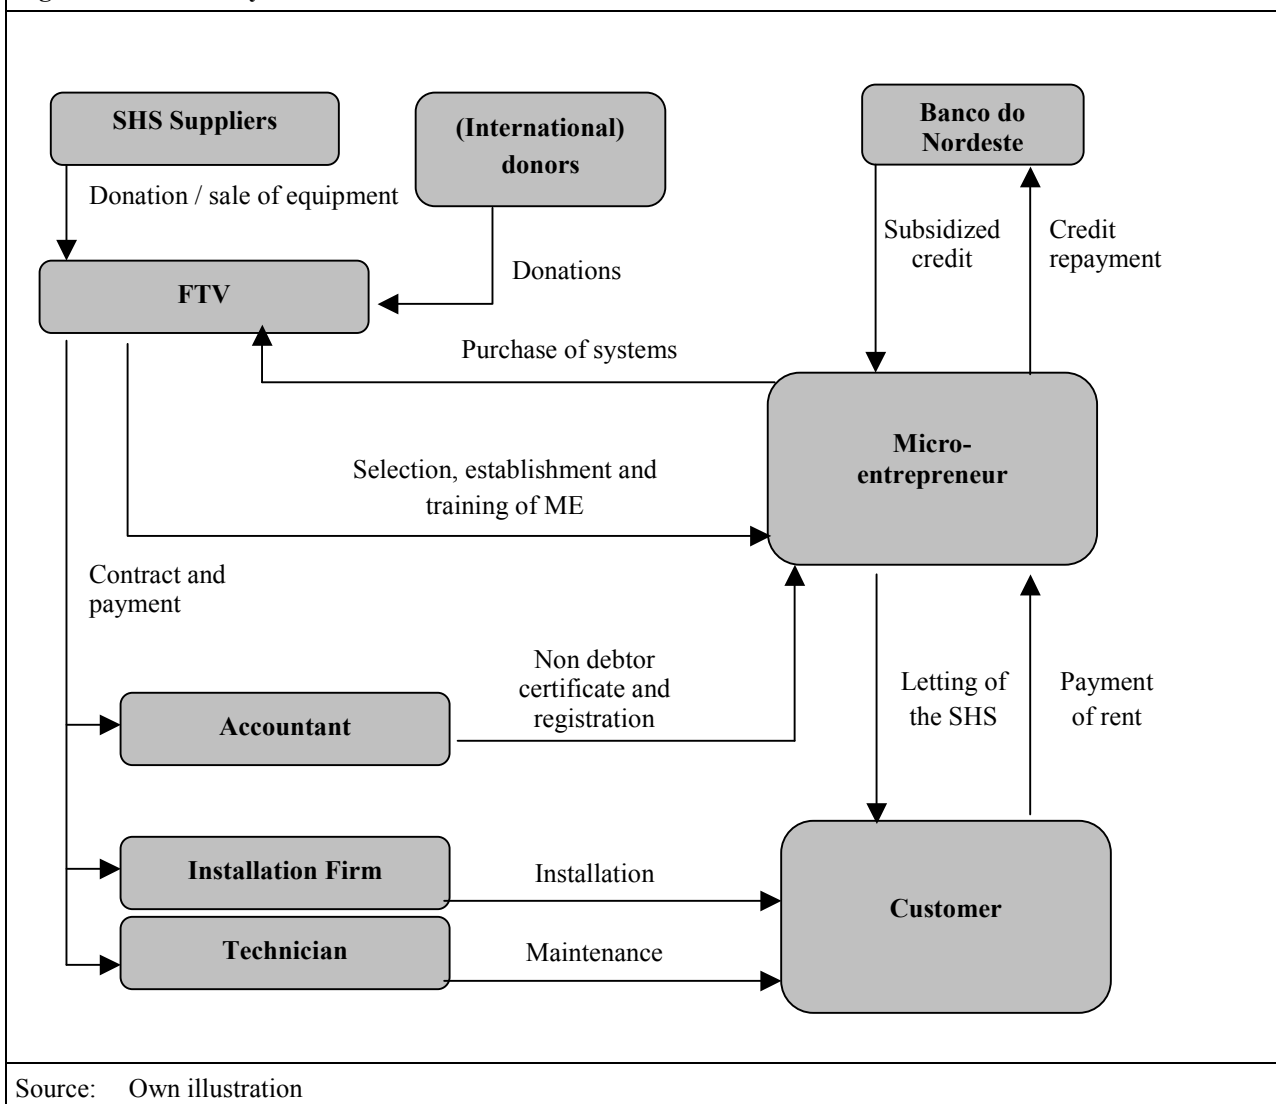 SHS Suppliers
(International)
donors
Banco do
Nordeste
Donation / sale of equipment
Subsidized
credit
Credit
repayment
Donations
FTV
Purchase of systems
Micro-
entrepreneur
Selection, establishment and
training of ME
Contract and
payment
Non debtor
certificate and
registration
Letting of
the SHS
Payment
of rent
Accountant
Installation Firm
Installation
Customer
Technician
Maintenance
Source: Own illustration